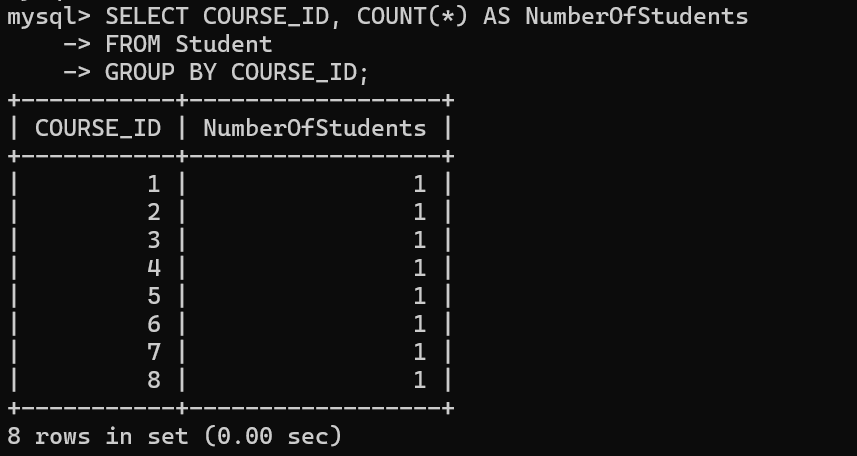 mysql> SELECT COURSE_ID, COUNT(*) AS NumberOfStudents
    -> FROM Student
    -> GROUP BY COURSE_ID;
+-----------+------------------+
| COURSE_ID | NumberOfStudents |
+-----------+------------------+
|         1 |                1 |
|         2 |                1 |
|         3 |                1 |
|         4 |                1 |
|         5 |                1 |
|         6 |                1 |
|         7 |                1 |
|         8 |                1 |
+-----------+------------------+
8 rows in set (0.00 sec)